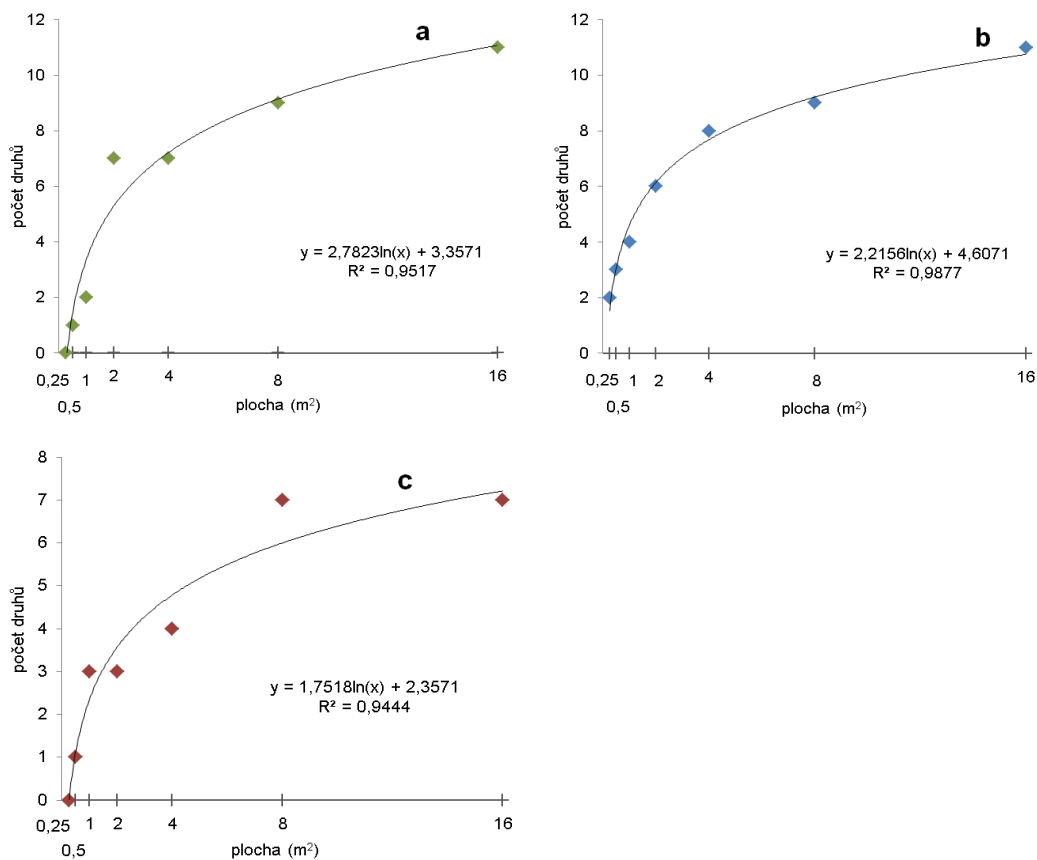 a
12
10
8
6
4
2
0
počet druhů
y = 2,7823ln(x) + 3,3571
R² = 0,9517
0,25 1 2 4 8 16
0,5
plocha (m²)
b
12
10
8
6
4
2
0
počet druhů
y = 2,2156ln(x) + 4,6071
R² = 0,9877
0,25 1 2 4 8 16
0,5
plocha (m²)
c
8
7
6
5
4
3
2
1
0
počet druhů
y = 1,7518ln(x) + 2,3571
R² = 0,9444
0,25 1 2 4 8 16
0,5
plocha (m²)